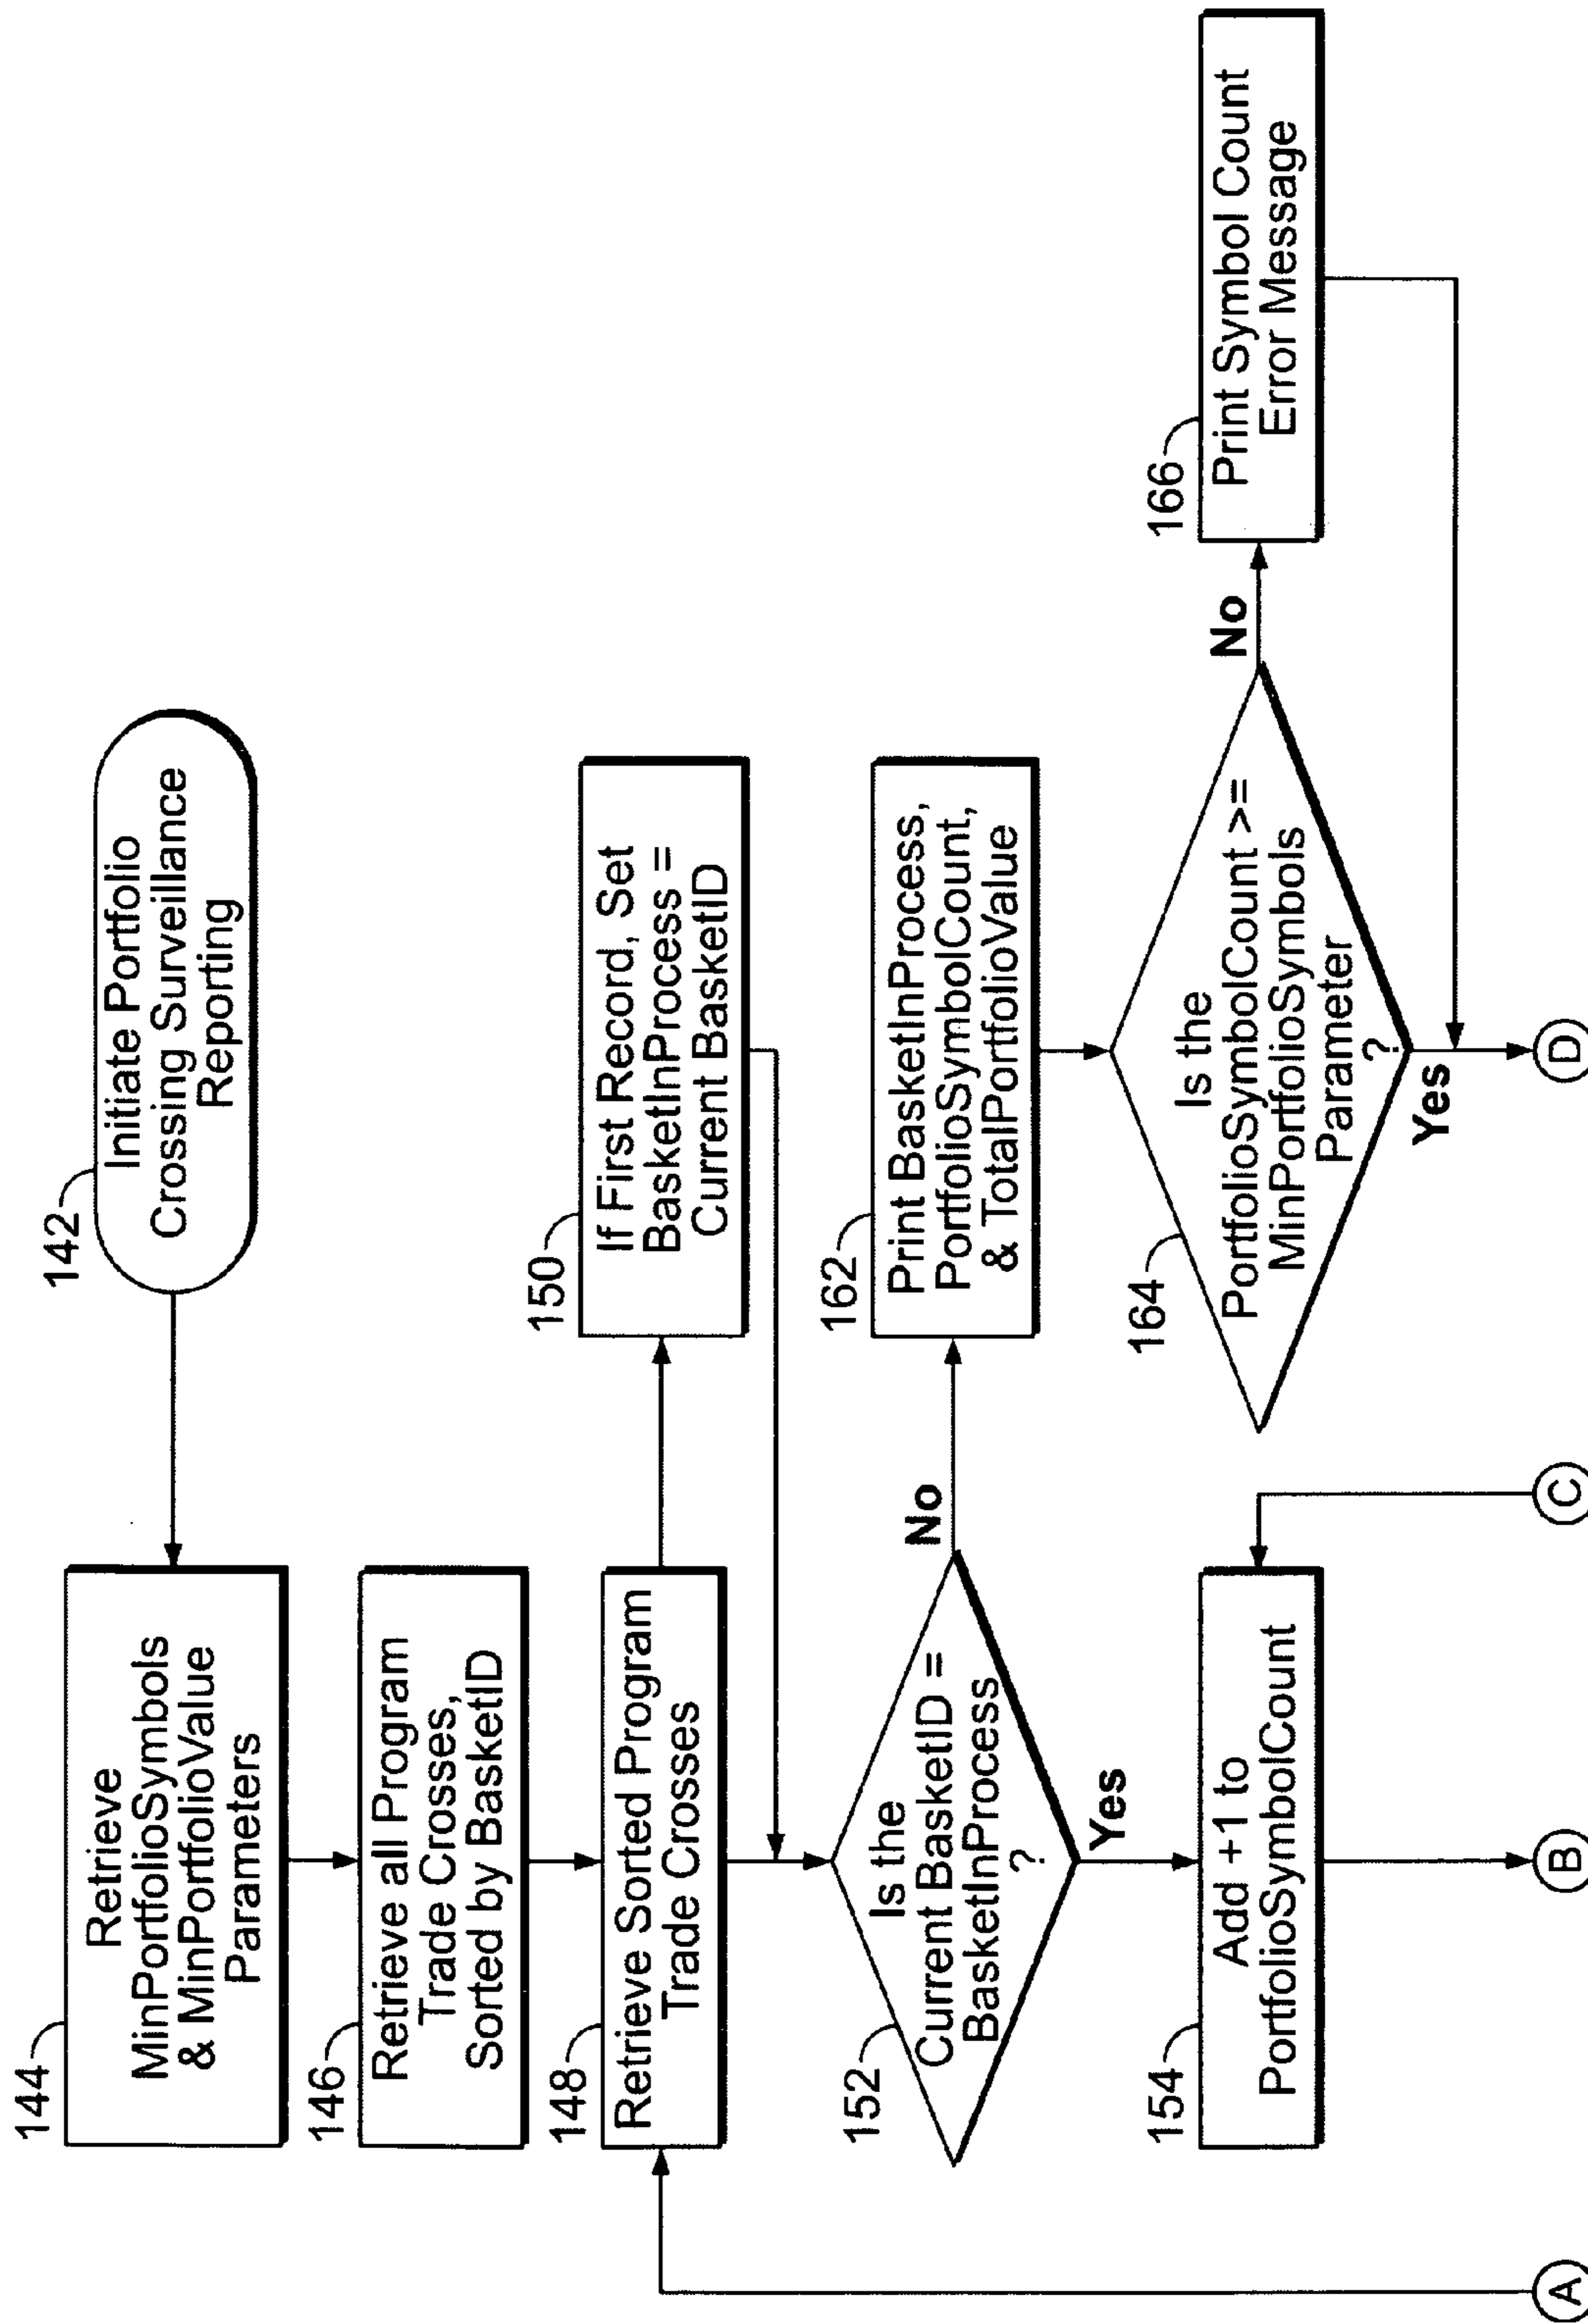 142
Initiate Portfolio
Crossing Surveillance
Reporting
144
Retrieve
MinPortfolioSymbols
& MinPortfolioValue
Parameters
146
Retrieve all Program
Trade Crosses,
Sorted by BasketID
148
Retrieve Sorted Program
Trade Crosses
150
If First Record, Set
BasketInProcess =
Current BasketID
152
Is the
Current BasketID =
BasketInProcess
?
No
Yes
162
Print BasketInProcess,
PortfolioSymbolCount,
& TotalPortfolioValue
154
Add +1 to
PortfolioSymbolCount
164
Is the
PortfolioSymbolCount >=
MinPortfolioSymbols
Parameter
?
No
Yes
166
Print Symbol Count
Error Message
A
B
C
D